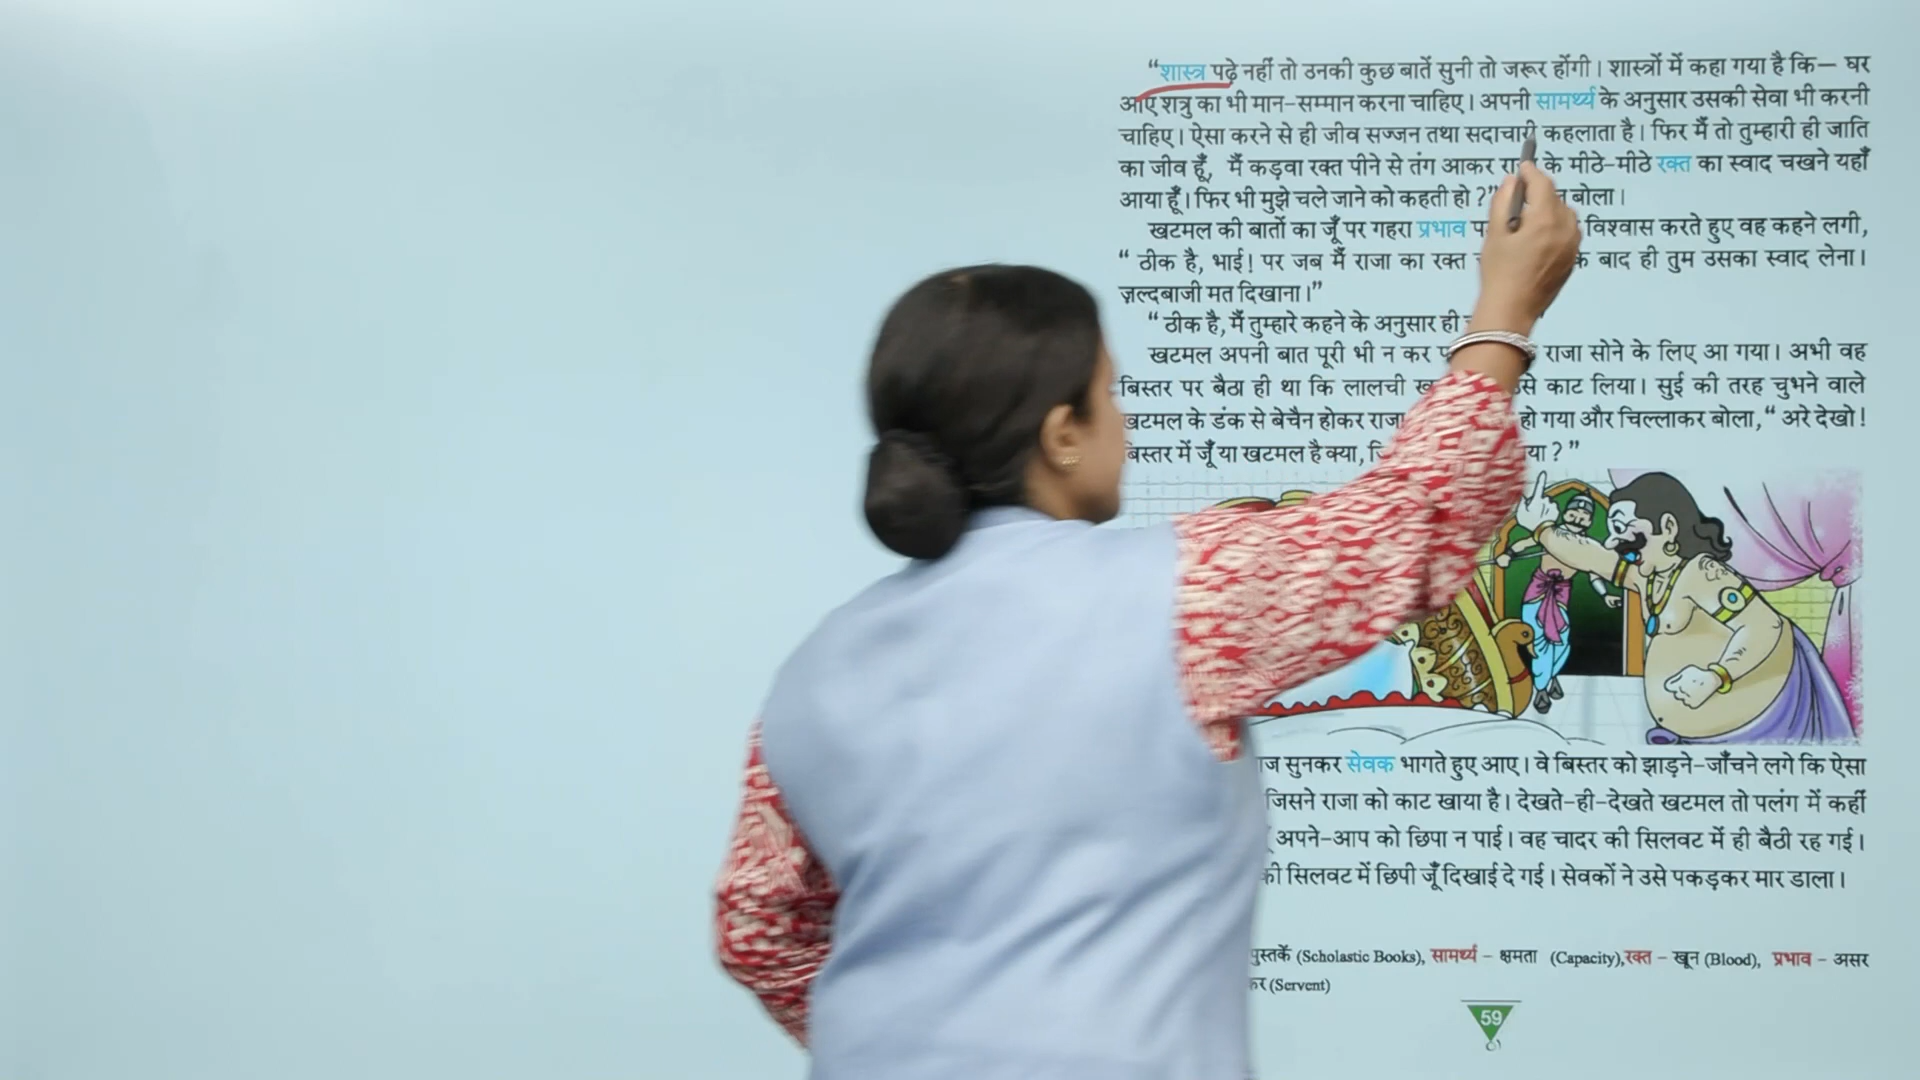 “शास्त्र पढ़े नहीं तो उनकी कुछ बातें सुनी तो जरूर होंगी। शास्त्रों में कहा गया है कि— घर
आए शत्रु का भी मान-सम्मान करना चाहिए। अपनी सामर्थ्य के अनुसार उसकी सेवा भी करनी
चाहिए। ऐसा करने से ही जीव सज्जन तथा सदाचारी कहलाता है। फिर मैं तो तुम्हारी ही जाति
का जीव हूँ, मैं कड़वा रक्त पीने से तंग आकर के मीठे-मीठे रक्त का स्वाद चखने यहाँ
आया हूँ। फिर भी मुझे चले जाने को कहती हो ?” बोला।
खटमल की बातों का जूँ पर गहरा प्रभाव विश्वास करते हुए वह कहने लगी,
“ ठीक है, भाई! पर जब मैं राजा का रक्त के बाद ही तुम उसका स्वाद लेना।
ज़ल्दबाजी मत दिखाना।”
“ ठीक है, मैं तुम्हारे कहने के अनुसार ही
खटमल अपनी बात पूरी भी न कर राजा सोने के लिए आ गया। अभी वह
बिस्तर पर बैठा ही था कि लालची काट लिया। सुई की तरह चुभने वाले
खटमल के डंक से बेचैन होकर राजा हो गया और चिल्लाकर बोला, “ अरे देखो!
बिस्तर में जूँ या खटमल है क्या, ? ”
सुनकर सेवक भागते हुए आए। वे बिस्तर को झाड़ने-जाँचने लगे कि ऐसा
जिसने राजा को काट खाया है। देखते-ही-देखते खटमल तो पलंग में कहीं
अपने-आप को छिपा न पाई। वह चादर की सिलवट में ही बैठी रह गई।
की सिलवट में छिपी जूँ दिखाई दे गई। सेवकों ने उसे पकड़कर मार डाला।
पुस्तकें (Scholastic Books), सामर्थ्य – क्षमता (Capacity), रक्त – खून (Blood), प्रभाव – असर
(Servent)
59